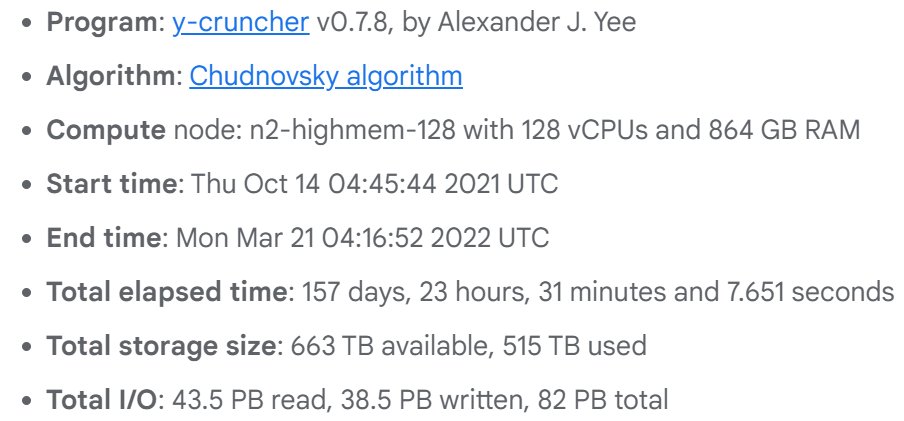 • Program: y-cruncher v0.7.8, by Alexander J. Yee
• Algorithm: Chudnovsky algorithm
• Compute node: n2-highmem-128 with 128 vCPUs and 864 GB RAM
• Start time: Thu Oct 14 04:45:44 2021 UTC
• End time: Mon Mar 21 04:16:52 2022 UTC
• Total elapsed time: 157 days, 23 hours, 31 minutes and 7.651 seconds
• Total storage size: 663 TB available, 515 TB used
• Total I/O: 43.5 PB read, 38.5 PB written, 82 PB total